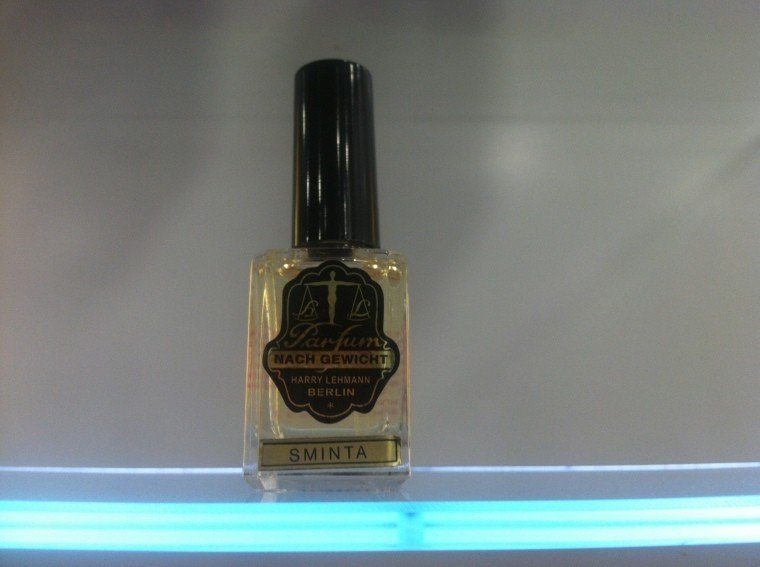 H L
Parfum
NACH GEWICHT
HARRY LEHMANN
BERLIN
*
SMINTA